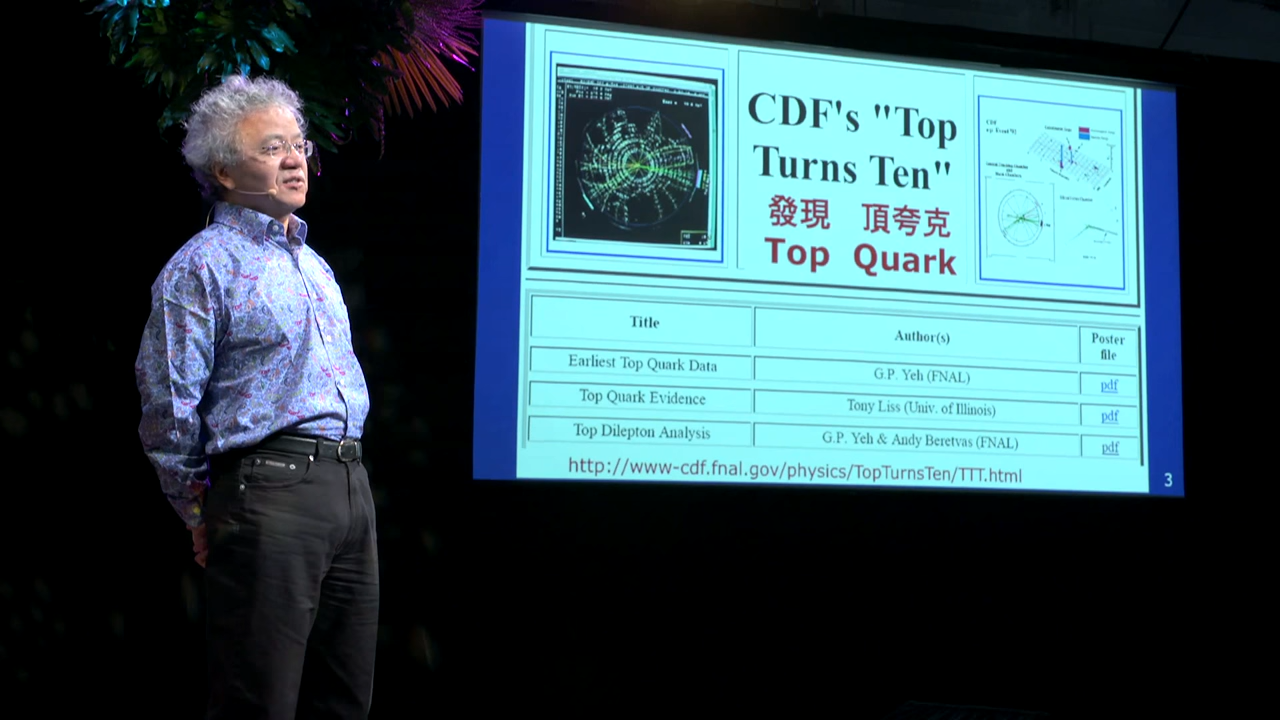 CDF's "Top
Turns Ten"
發現 頂夸克
Top Quark
CDF
Title
Author(s)
Poster
file
Earliest Top Quark Data
G.P. Yeh (FNAL)
pdf
Top Quark Evidence
Tony Liss (Univ. of Illinois)
pdf
Top Dilepton Analysis
G.P. Yeh & Andy Beretvas (FNAL)
pdf
http://www-cdf.fnal.gov/physics/TopTurnsTen/TTT.html
3